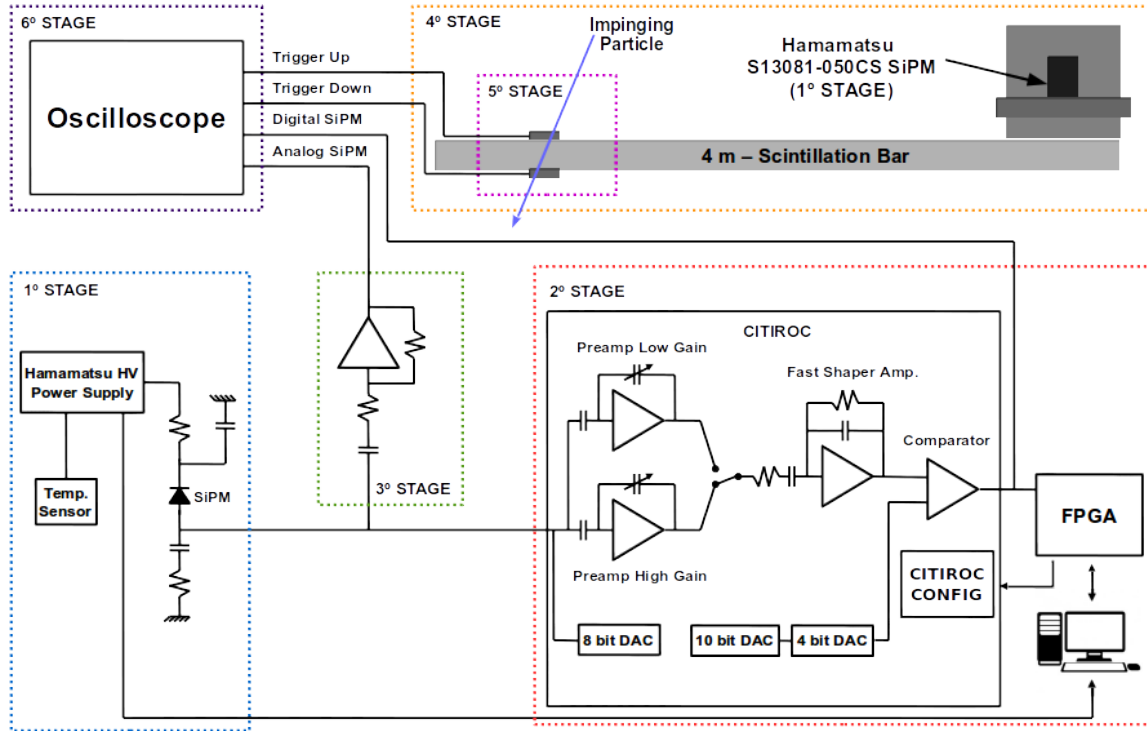 6º STAGE
Oscilloscope
Trigger Up
Trigger Down
Digital SiPM
Analog SiPM
4º STAGE
Impinging
Particle
5º STAGE
Hamamatsu
S13081-050CS SiPM
(1º STAGE)
4 m – Scintillation Bar
1º STAGE
Hamamatsu HV
Power Supply
Temp.
Sensor
SiPM
3º STAGE
2º STAGE
CITIROC
Preamp Low Gain
Fast Shaper Amp.
Comparator
Preamp High Gain
FPGA
CITIROC
CONFIG
8 bit DAC
10 bit DAC
4 bit DAC